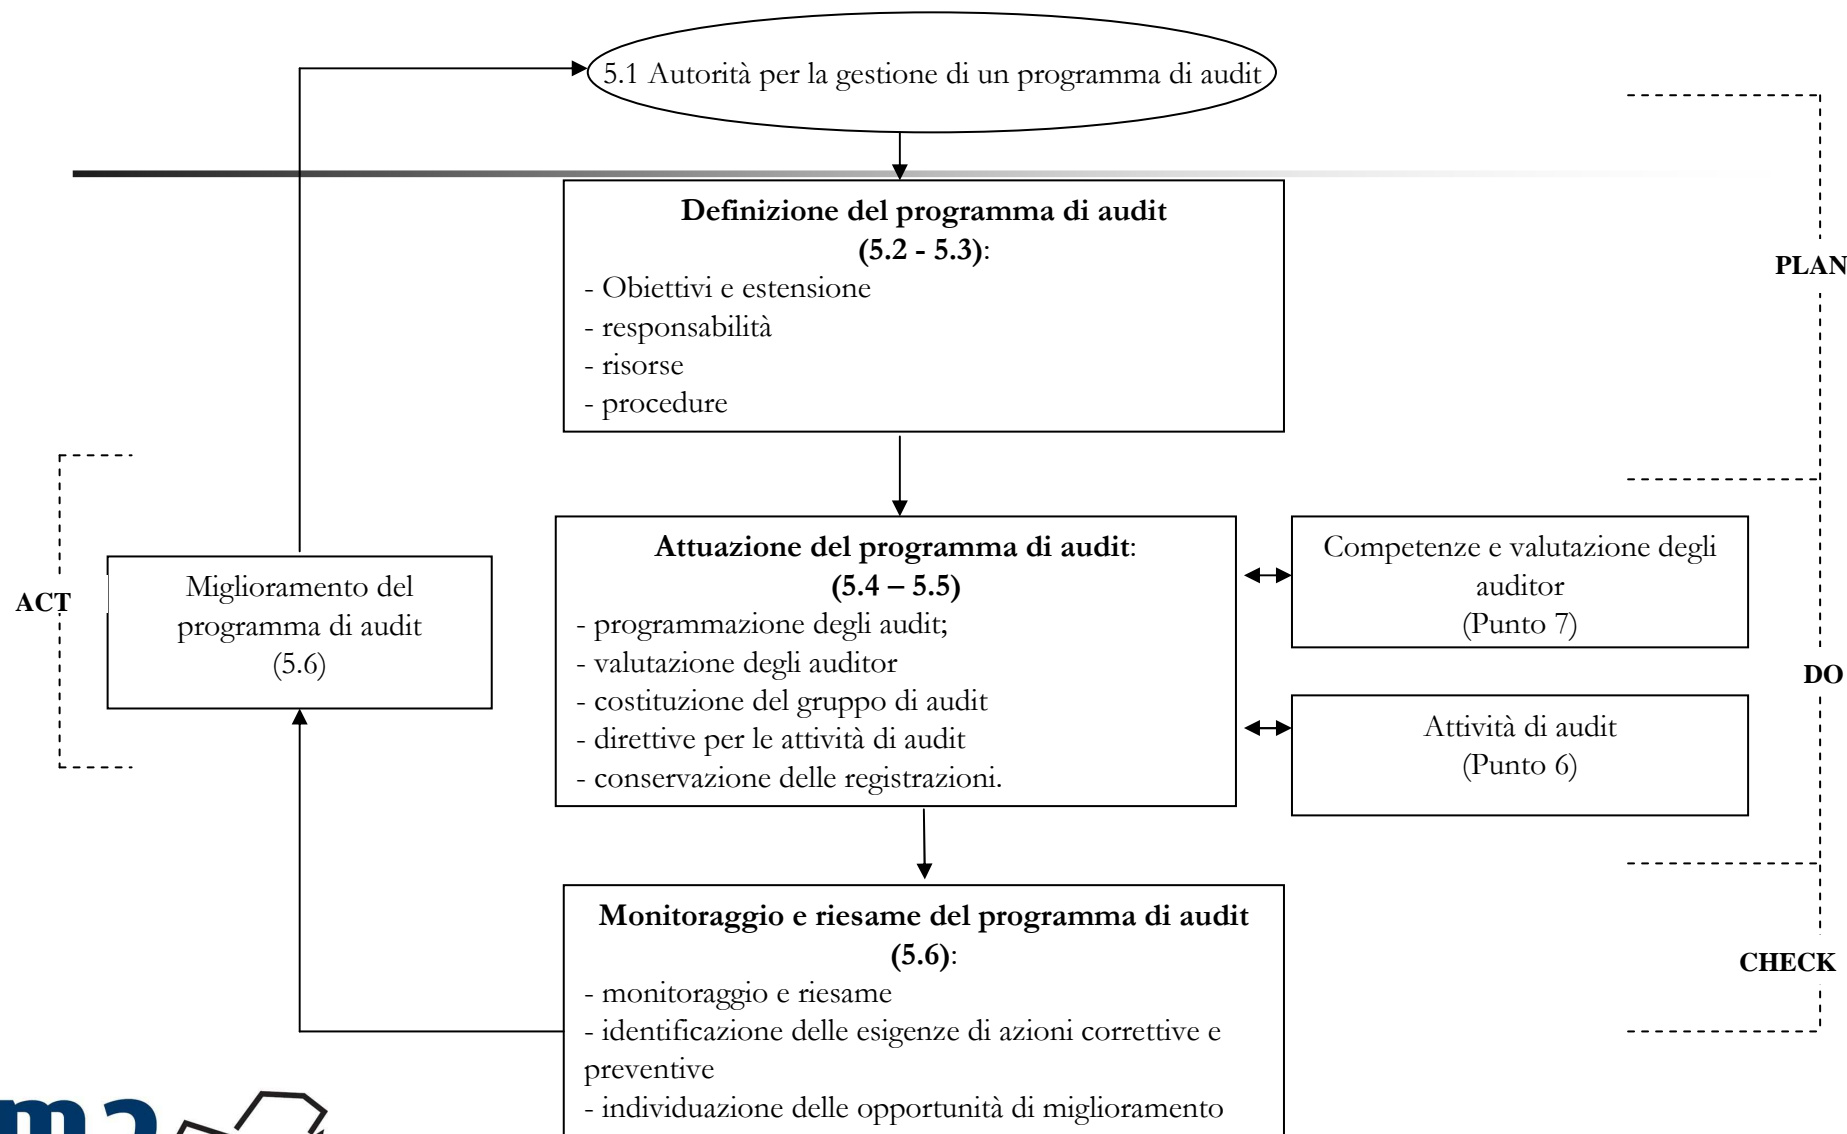 5.1 Autorità per la gestione di un programma di audit
Definizione del programma di audit
(5.2 - 5.3):
- Obiettivi e estensione
- responsabilità
- risorse
- procedure
PLAN
Attuazione del programma di audit:
(5.4 – 5.5)
- programmazione degli audit;
- valutazione degli auditor
- costituzione del gruppo di audit
- direttive per le attività di audit
- conservazione delle registrazioni.
Competenze e valutazione degli
auditor
(Punto 7)
Attività di audit
(Punto 6)
DO
ACT
Miglioramento del
programma di audit
(5.6)
Monitoraggio e riesame del programma di audit
(5.6):
- monitoraggio e riesame
- identificazione delle esigenze di azioni correttive e
preventive
- individuazione delle opportunità di miglioramento
CHECK